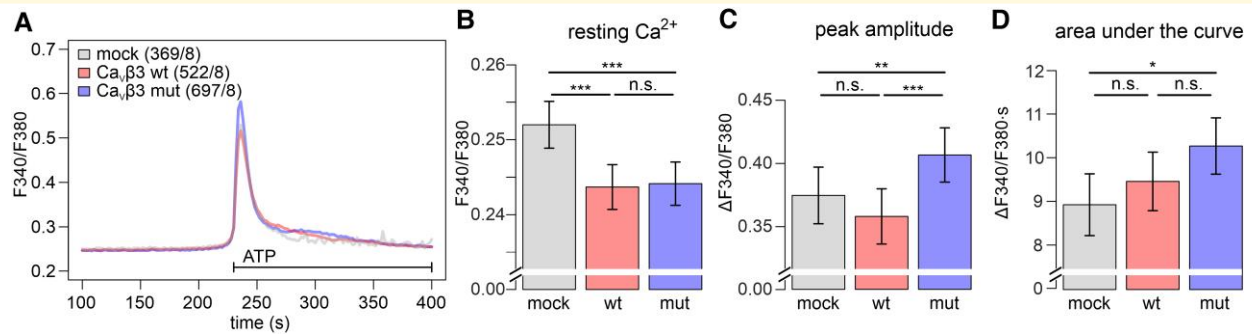 A
mock (369/8)
Caᵥβ3 wt (522/8)
Caᵥβ3 mut (697/8)
F340/F380
0.7
0.6
0.5
0.4
0.3
0.2
ATP
100 150 200 250 300 350 400
time (s)
B
resting Ca²⁺
F340/F380
0.26
0.25
0.24
0.00
***
*** n.s.
mock wt mut
C
peak amplitude
ΔF340/F380
0.45
0.40
0.35
0.00
**
n.s. ***
mock wt mut
D
area under the curve
ΔF340/F380·s
12
11
10
9
8
0
*
n.s. n.s.
mock wt mut